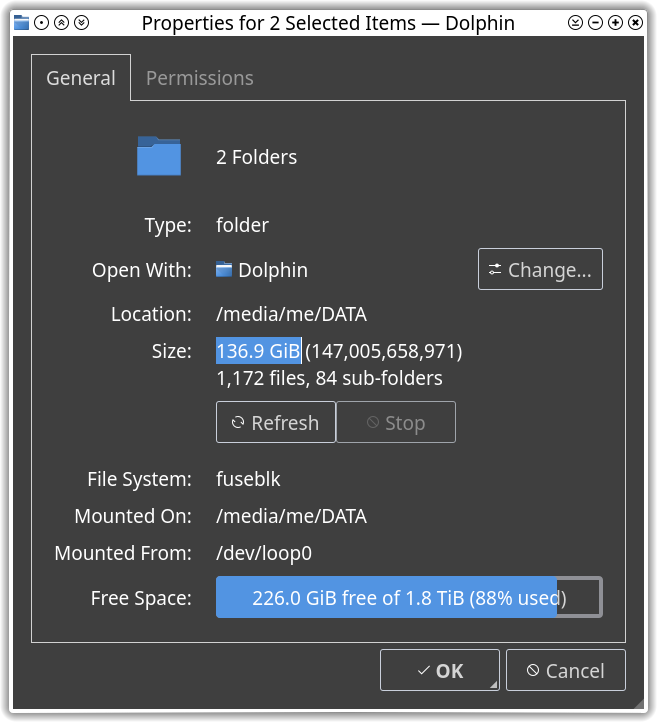 Properties for 2 Selected Items — Dolphin
General Permissions
2 Folders
Type: folder
Open With: Dolphin Change...
Location: /media/me/DATA
Size: 136.9 GiB (147,005,658,971)
1,172 files, 84 sub-folders
Refresh Stop
File System: fuseblk
Mounted On: /media/me/DATA
Mounted From: /dev/loop0
Free Space: 226.0 GiB free of 1.8 TiB (88% used)
OK Cancel